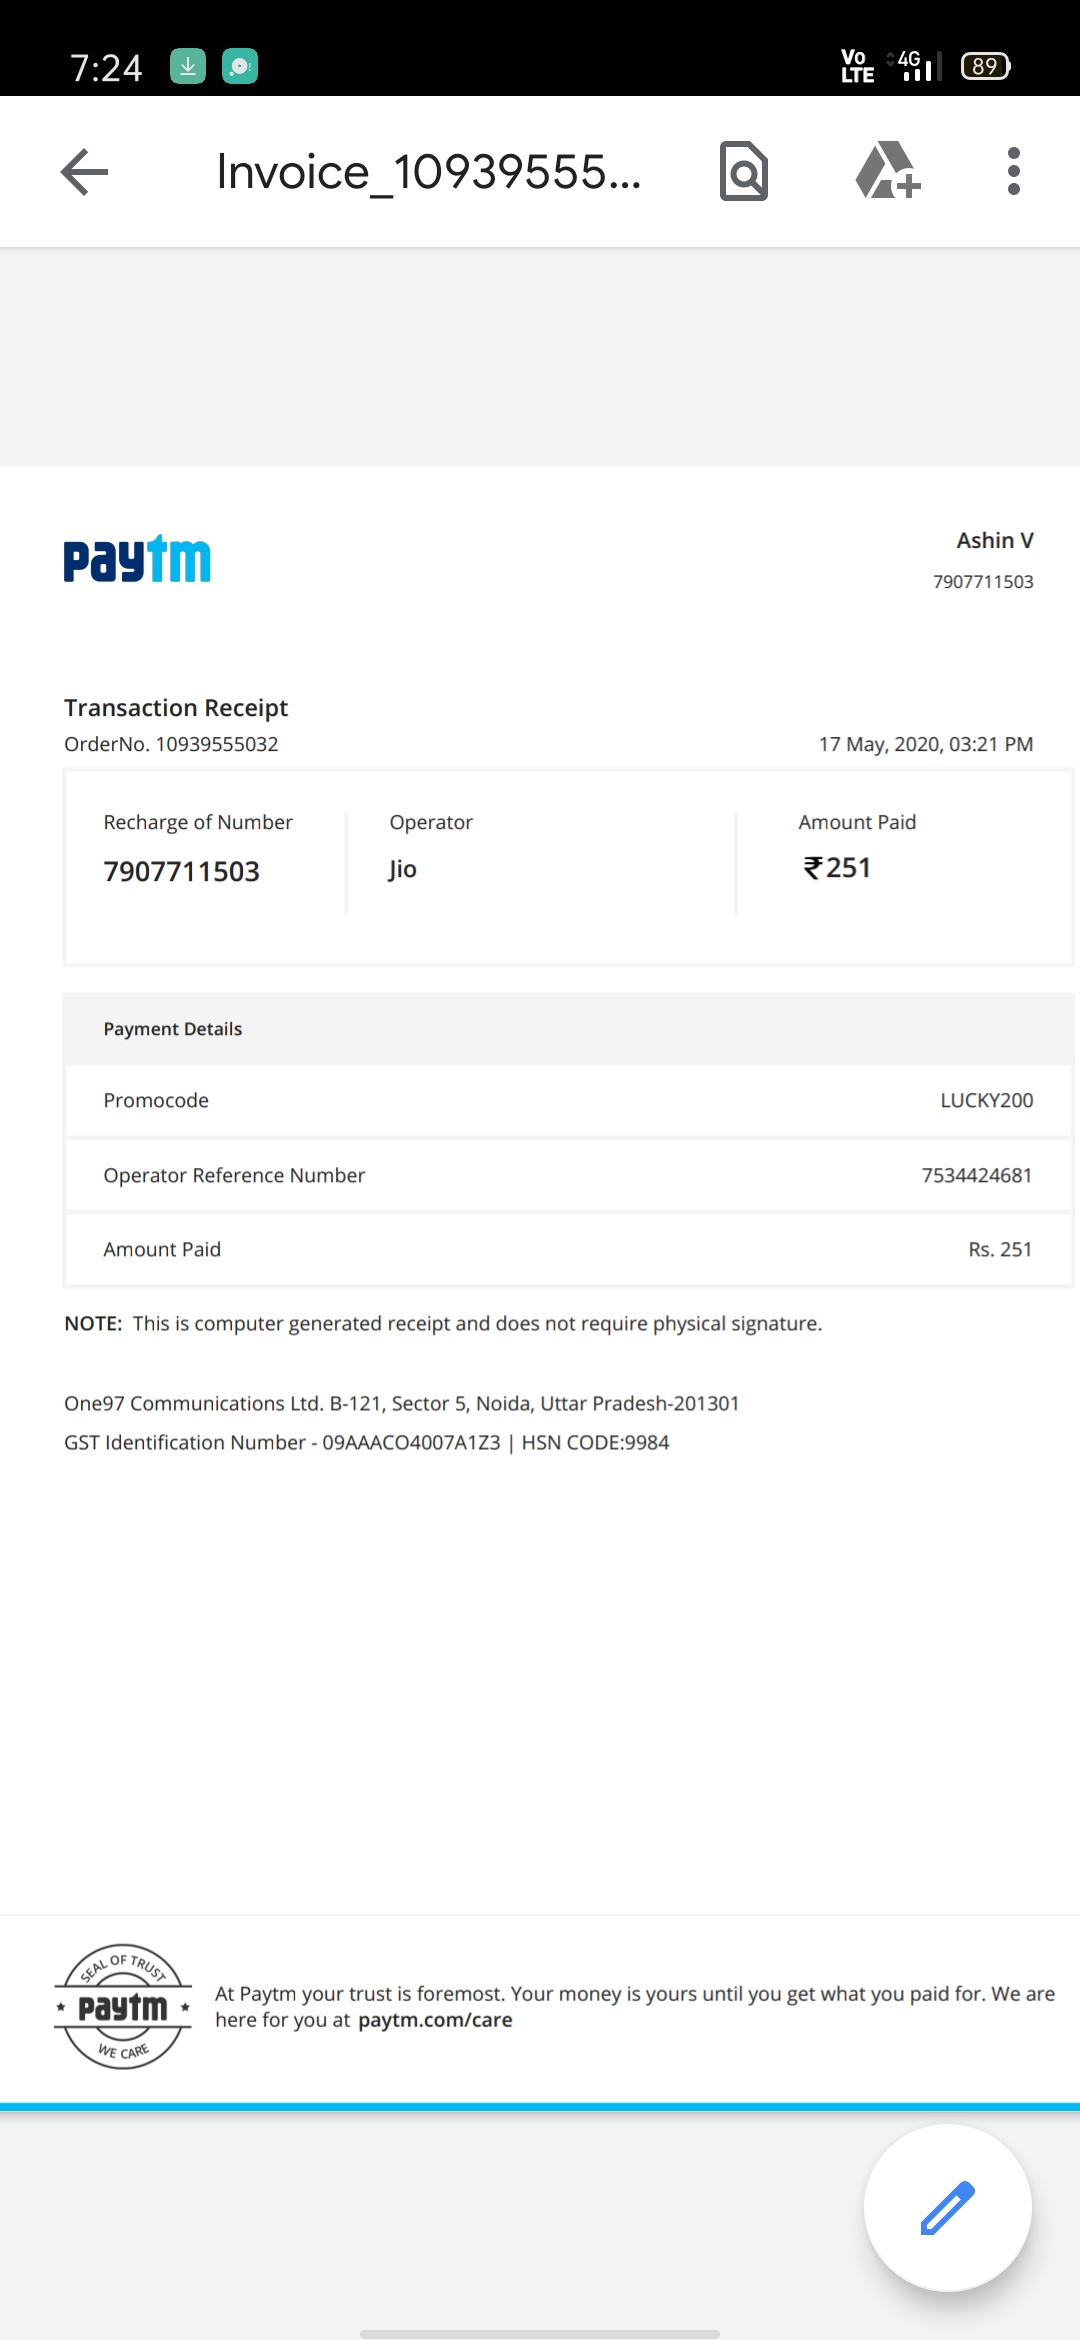 7:24
Vo LTE 4G 89
Invoice_10939555...
paytm
Ashin V
7907711503
Transaction Receipt
OrderNo. 10939555032
17 May, 2020, 03:21 PM
Recharge of Number
Operator
Amount Paid
7907711503
Jio
₹251
Payment Details
Promocode
LUCKY200
Operator Reference Number
7534424681
Amount Paid
Rs. 251
NOTE: This is computer generated receipt and does not require physical signature.
One97 Communications Ltd. B-121, Sector 5, Noida, Uttar Pradesh-201301
GST Identification Number - 09AAACO4007A1Z3 | HSN CODE:9984
SEAL OF TRUST
paytm
WE CARE
At Paytm your trust is foremost. Your money is yours until you get what you paid for. We are
here for you at paytm.com/care